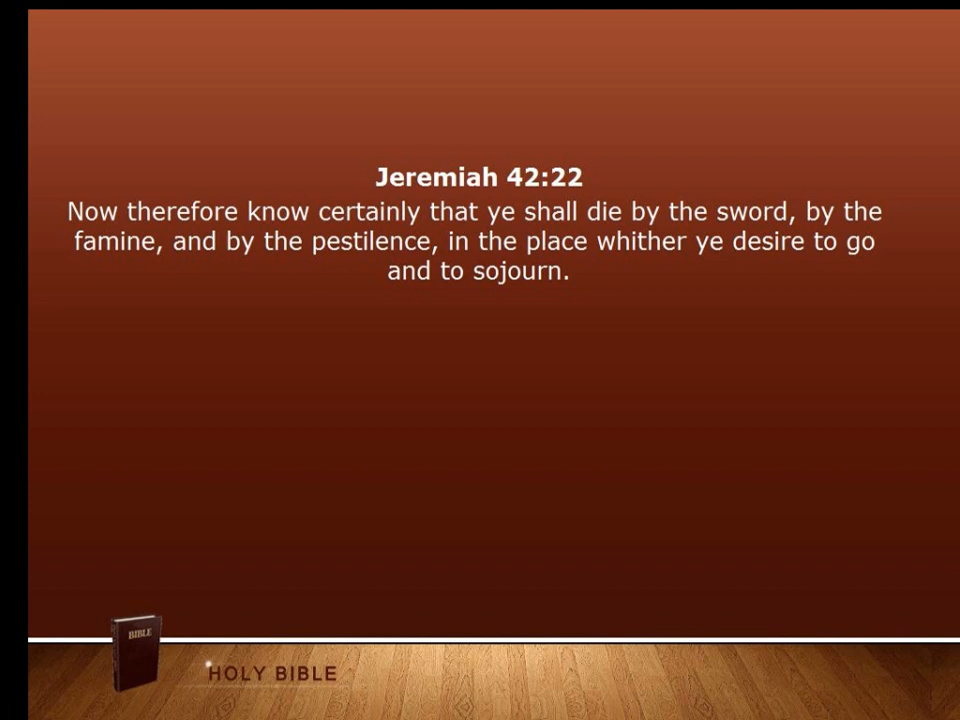 Jeremiah 42:22
Now therefore know certainly that ye shall die by the sword, by the
famine, and by the pestilence, in the place whither ye desire to go
and to sojourn.
BIBLE
HOLY BIBLE